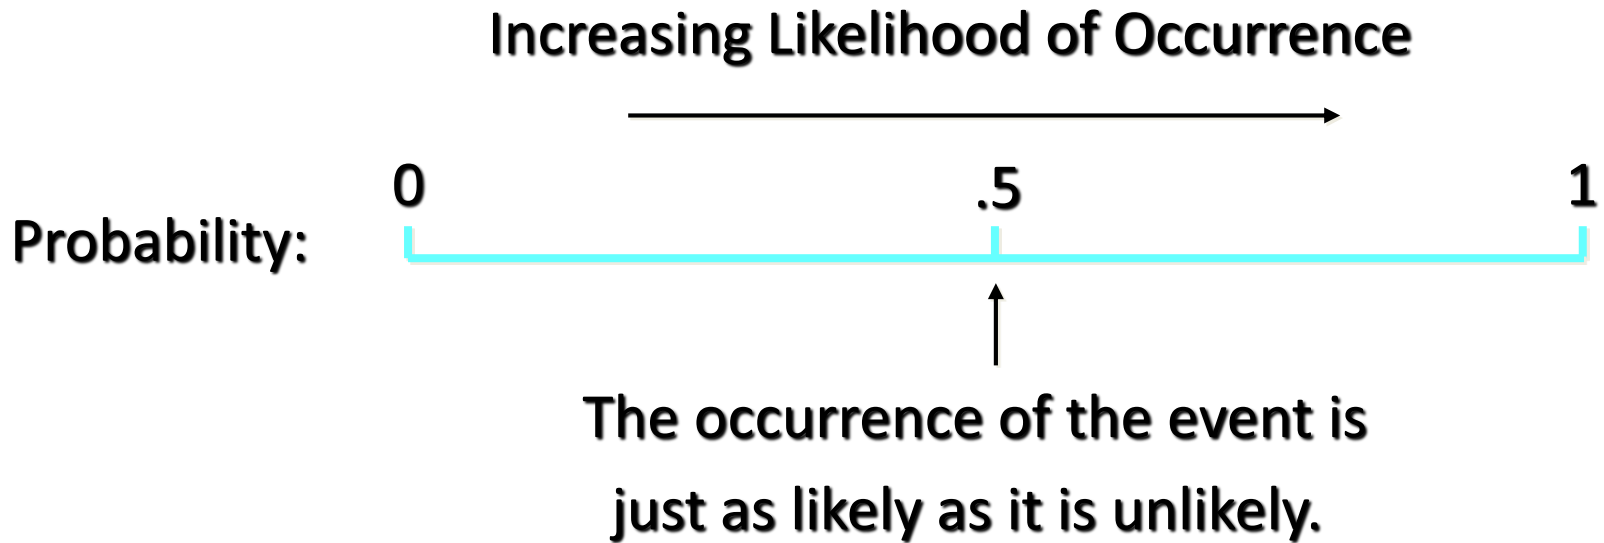 Increasing Likelihood of Occurrence
0 .5 1
Probability:
The occurrence of the event is
just as likely as it is unlikely.